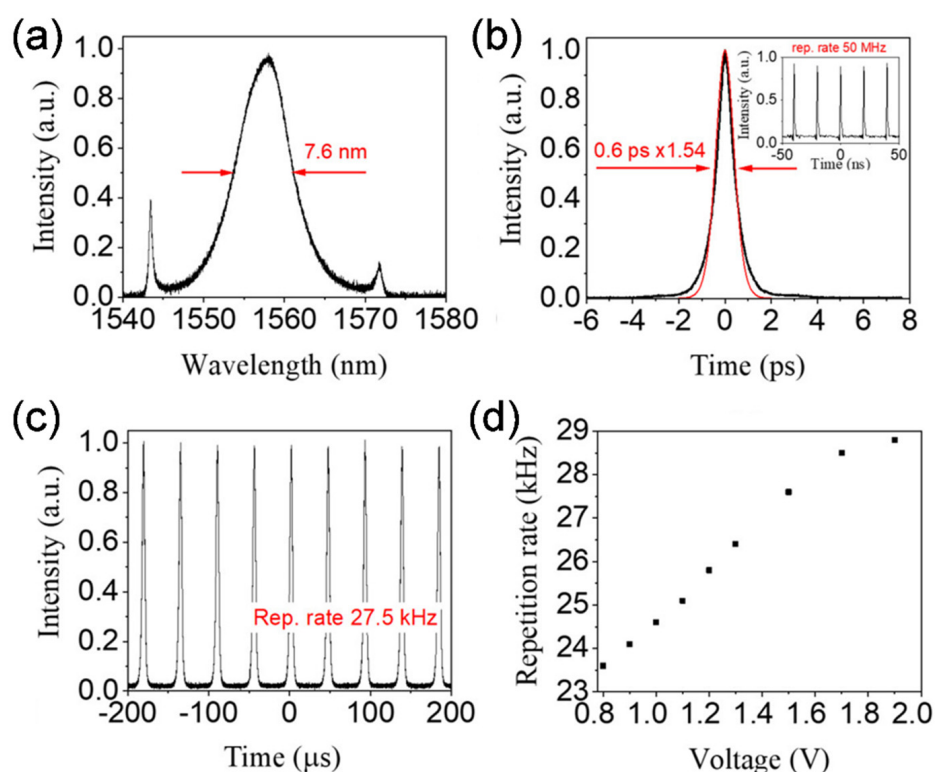 (a)
Intensity (a.u.)
1.0
0.8
0.6
0.4
0.2
0.0
7.6 nm
1540 1550 1560 1570 1580
Wavelength (nm)
(b)
Intensity (a.u.)
1.0
0.8
0.6
0.4
0.2
0.0
0.6 ps x1.54
-6 -4 -2 0 2 4 6 8
Time (ps)
rep. rate 50 MHz
Intensity (a.u.)
1.0
0.5
0.0
-50 0 50
Time (ns)
(c)
Intensity (a.u.)
1.0
0.8
0.6
0.4
0.2
0.0
Rep. rate 27.5 kHz
-200 -100 0 100 200
Time (μs)
(d)
Repetition rate (kHz)
29
28
27
26
25
24
23
0.8 1.0 1.2 1.4 1.6 1.8 2.0
Voltage (V)